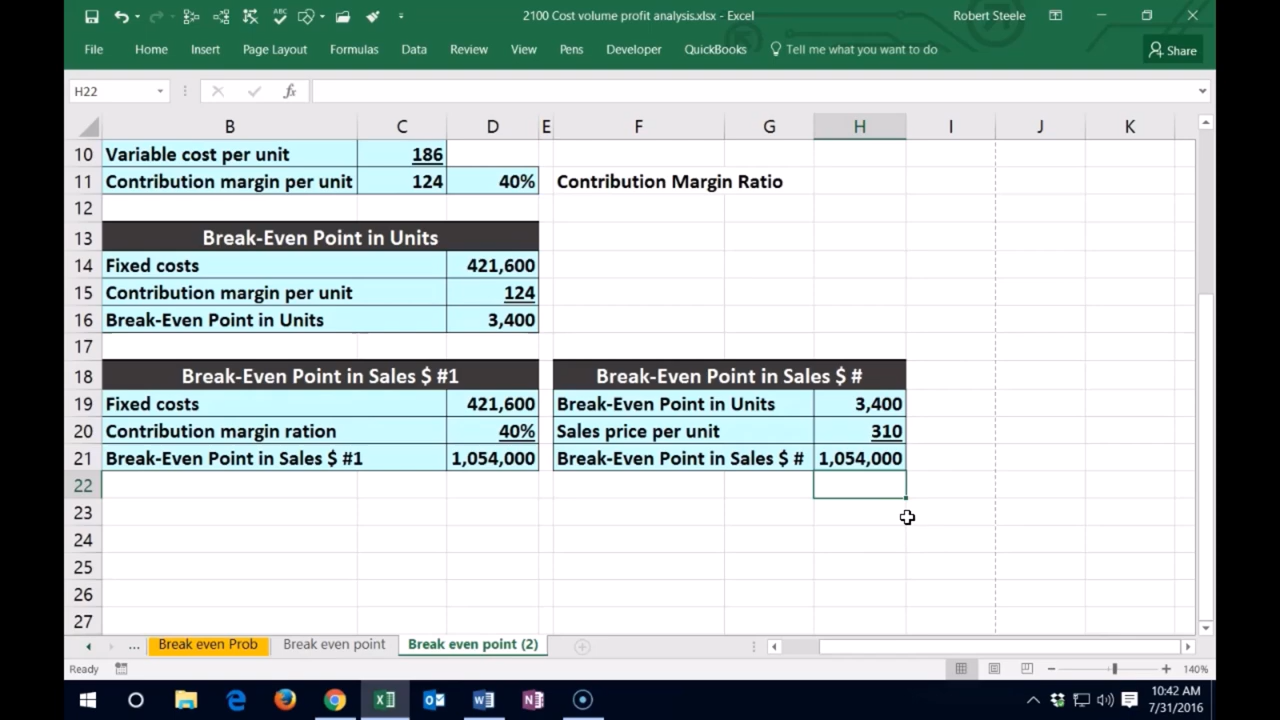 2100 Cost volume profit analysis.xlsx - Excel
Robert Steele
File Home Insert Page Layout Formulas Data Review View Pens Developer QuickBooks Tell me what you want to do Share
H22 fx
B C D E F G H I J K
10 Variable cost per unit 186
11 Contribution margin per unit 124 40% Contribution Margin Ratio
12
13 Break-Even Point in Units
14 Fixed costs 421,600
15 Contribution margin per unit 124
16 Break-Even Point in Units 3,400
17
18 Break-Even Point in Sales $ #1 Break-Even Point in Sales $ #
19 Fixed costs 421,600 Break-Even Point in Units 3,400
20 Contribution margin ration 40% Sales price per unit 310
21 Break-Even Point in Sales $ #1 1,054,000 Break-Even Point in Sales $ # 1,054,000
22
23
24
25
26
27
... Break even Prob Break even point Break even point (2)
Ready 140%
10:42 AM
7/31/2016